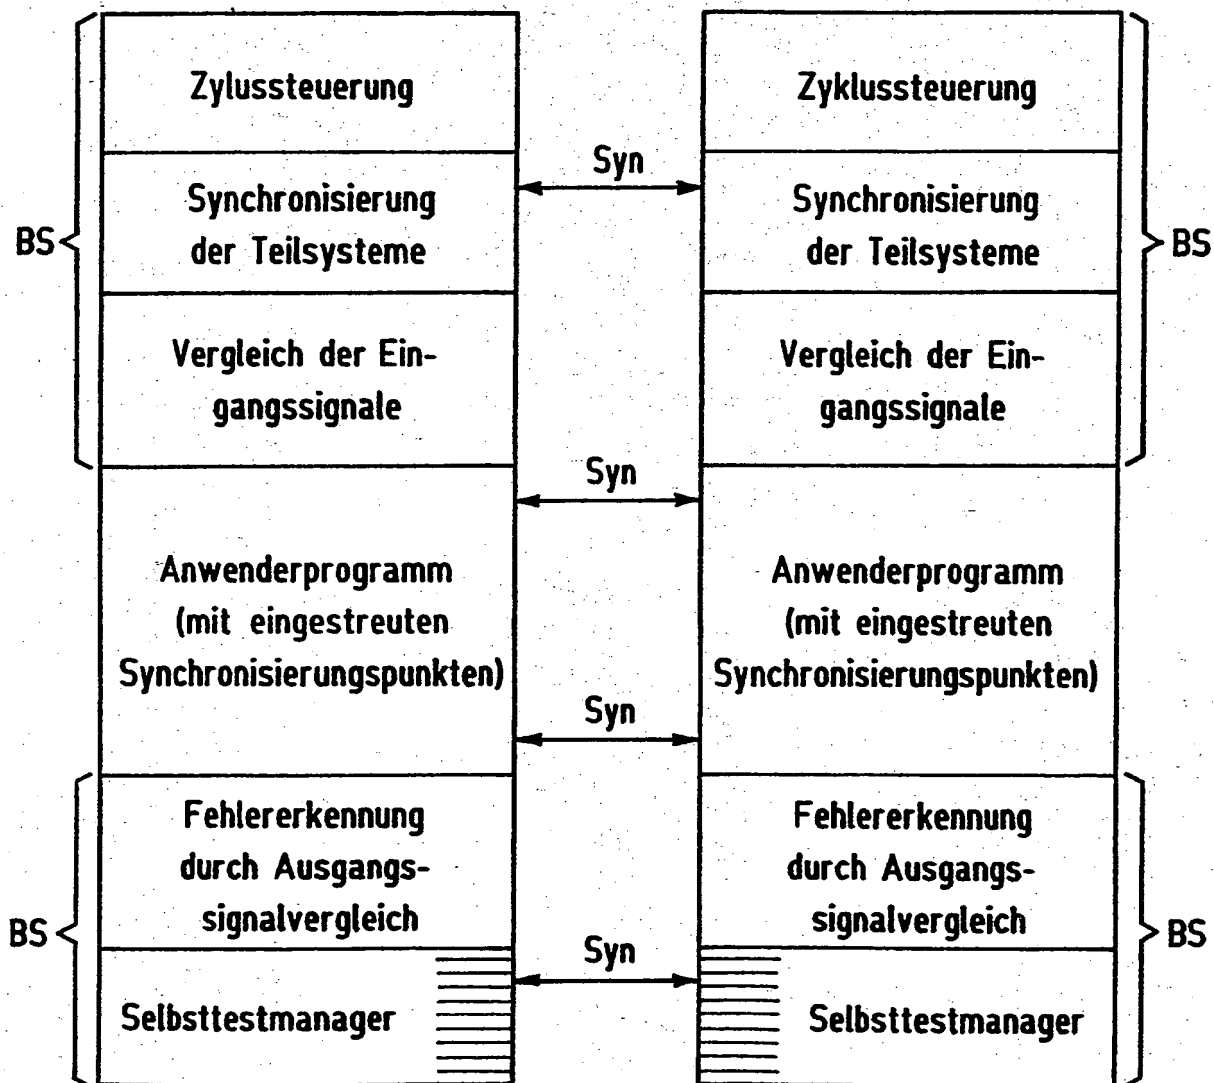 Zylussteuerung
Zyklussteuerung
Syn
Synchronisierung
der Teilsysteme
Synchronisierung
der Teilsysteme
BS
BS
Vergleich der Ein-
gangssignale
Vergleich der Ein-
gangssignale
Syn
Anwenderprogramm
(mit eingestreuten
Synchronisierungspunkten)
Anwenderprogramm
(mit eingestreuten
Synchronisierungspunkten)
Syn
Fehlererkennung
durch Ausgangs-
signalvergleich
Fehlererkennung
durch Ausgangs-
signalvergleich
BS
BS
Syn
Selbsttestmanager
Selbsttestmanager